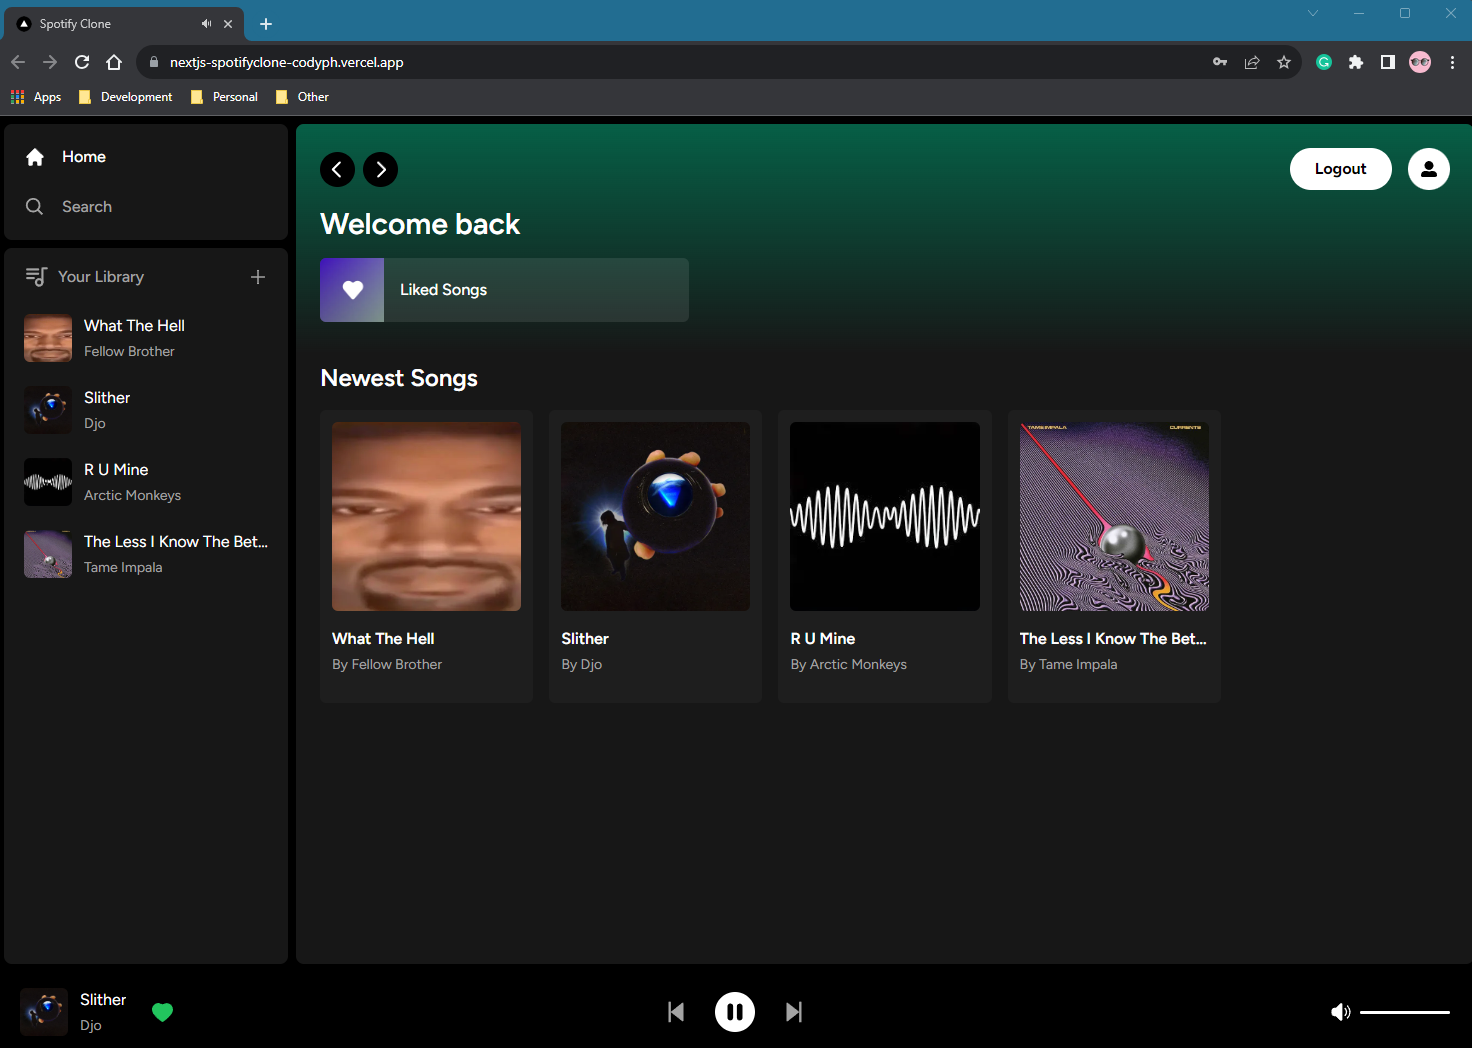 Spotify Clone
nextjs-spotifyclone-codyph.vercel.app
G
Apps
Development
Personal
Other
Home
Search
Your Library
What The Hell
Fellow Brother
Slither
Djo
R U Mine
Arctic Monkeys
The Less I Know The Bet...
Tame Impala
Logout
Welcome back
Liked Songs
Newest Songs
What The Hell
By Fellow Brother
Slither
By Djo
R U Mine
By Arctic Monkeys
TAME IMPALA
CURRENTS
The Less I Know The Bet...
By Tame Impala
Slither
Djo